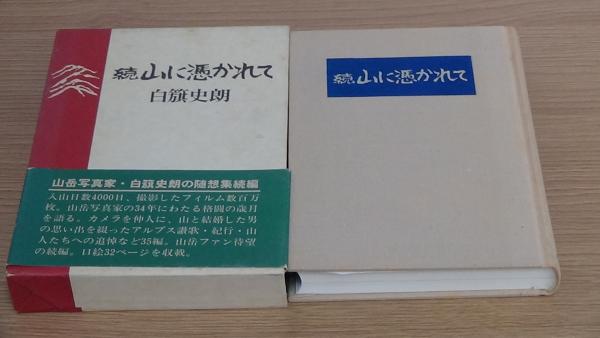 続山に憑かれて
白籏史朗
山岳写真家・白籏史朗の随想集続編
入山日数4000日、撮影したフィルム数百万
枚。山岳写真家の34年にわたる格闘の歳月
を語る。カメラを仲人に、山と結婚した男
の思い出を綴ったアルプス讃歌・紀行・山
人たちへの追悼など35編。山岳ファン待望
の続編。口絵32ページを収載。
続山に憑かれて